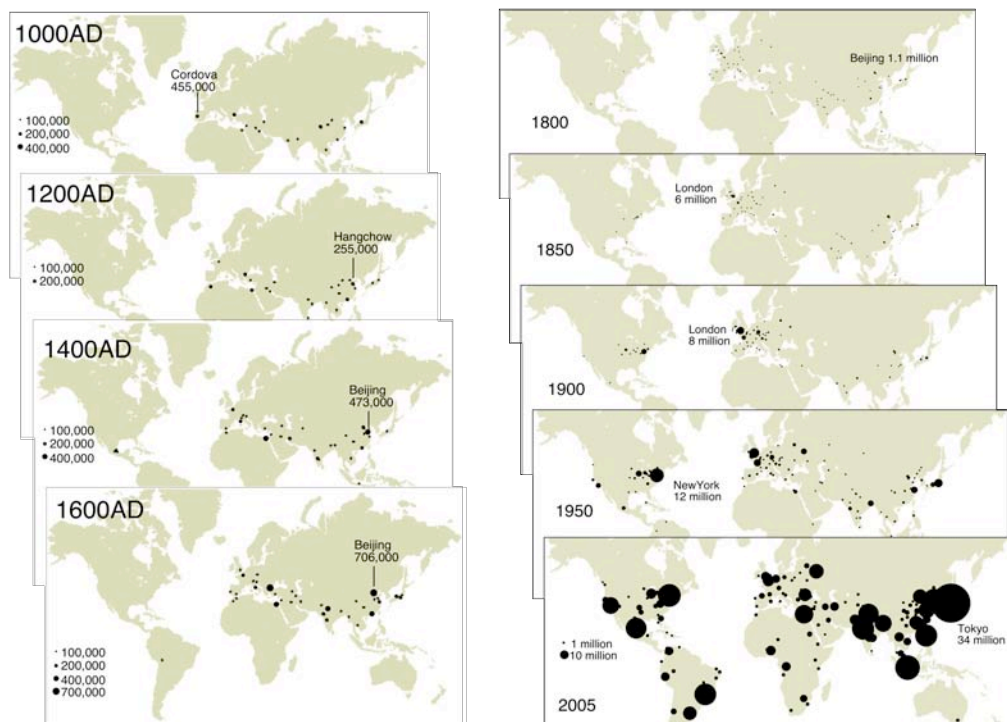 1000AD
Cordova
455,000
100,000
200,000
400,000
1200AD
Hangchow
255,000
100,000
200,000
1400AD
Beijing
473,000
100,000
200,000
400,000
1600AD
Beijing
706,000
100,000
200,000
400,000
700,000
Beijing 1.1 million
1800
London
6 million
1850
London
8 million
1900
NewYork
12 million
1950
Tokyo
34 million
1 million
10 million
2005